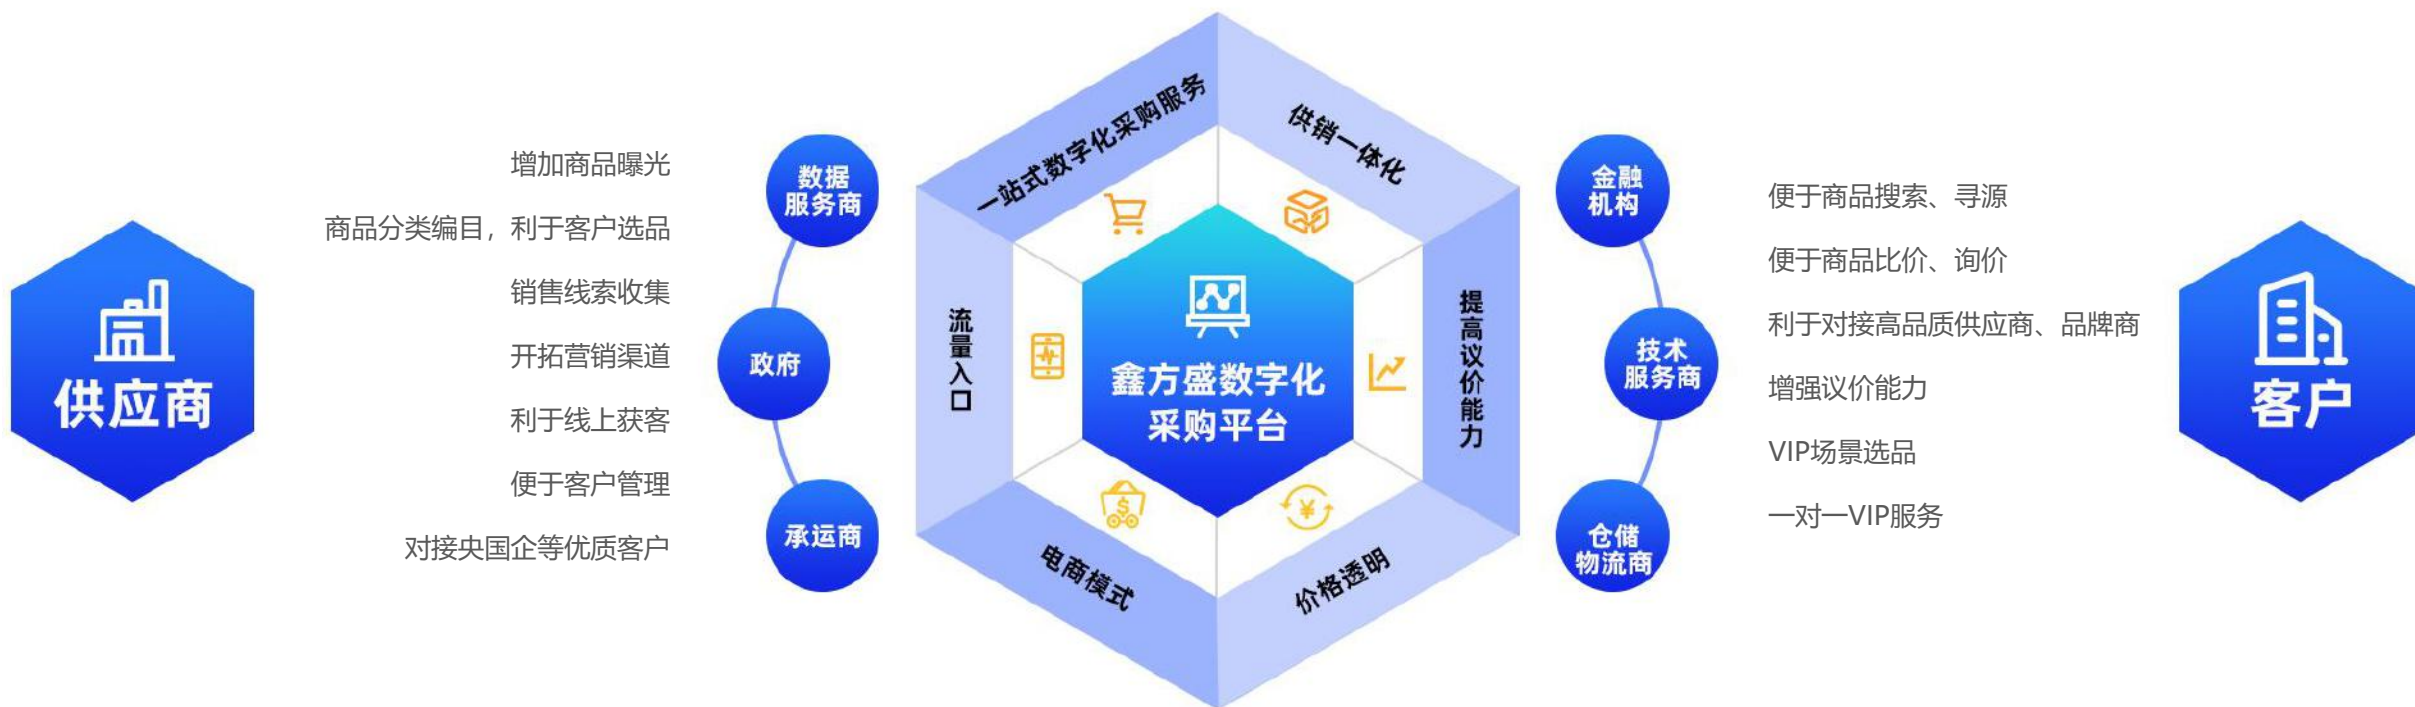 供应商
增加商品曝光
商品分类编目，利于客户选品
销售线索收集
开拓营销渠道
利于线上获客
便于客户管理
对接央国企等优质客户
数据
服务商
政府
承运商
一站式数字化采购服务
供销一体化
流量入口
提高议价能力
电商模式
价格透明
鑫方盛数字化
采购平台
金融
机构
技术
服务商
仓储
物流商
便于商品搜索、寻源
便于商品比价、询价
利于对接高品质供应商、品牌商
增强议价能力
VIP场景选品
一对一VIP服务
客户